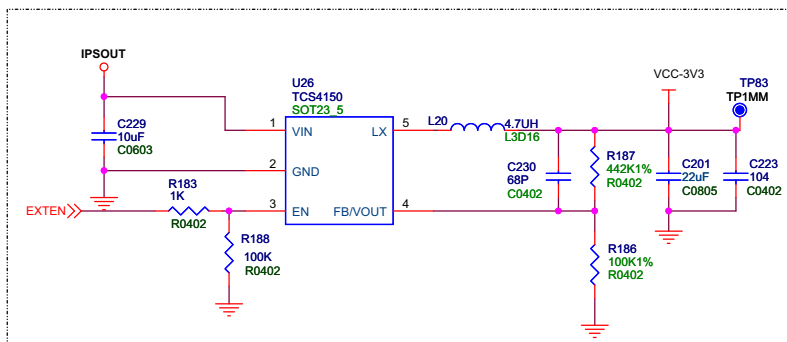 IPSOUT
VCC-3V3
TP83
TP1MM
U26
TCS4150
SOT23_5
C229
10uF
C0603
1
VIN
LX
5
L20
4.7UH
L3D16
2
GND
C230
68P
C0402
R187
442K1%
R0402
C201
22uF
C0805
C223
104
C0402
R183
1K
R0402
EXTEN
3
EN
FB/VOUT
4
R188
100K
R0402
R186
100K1%
R0402